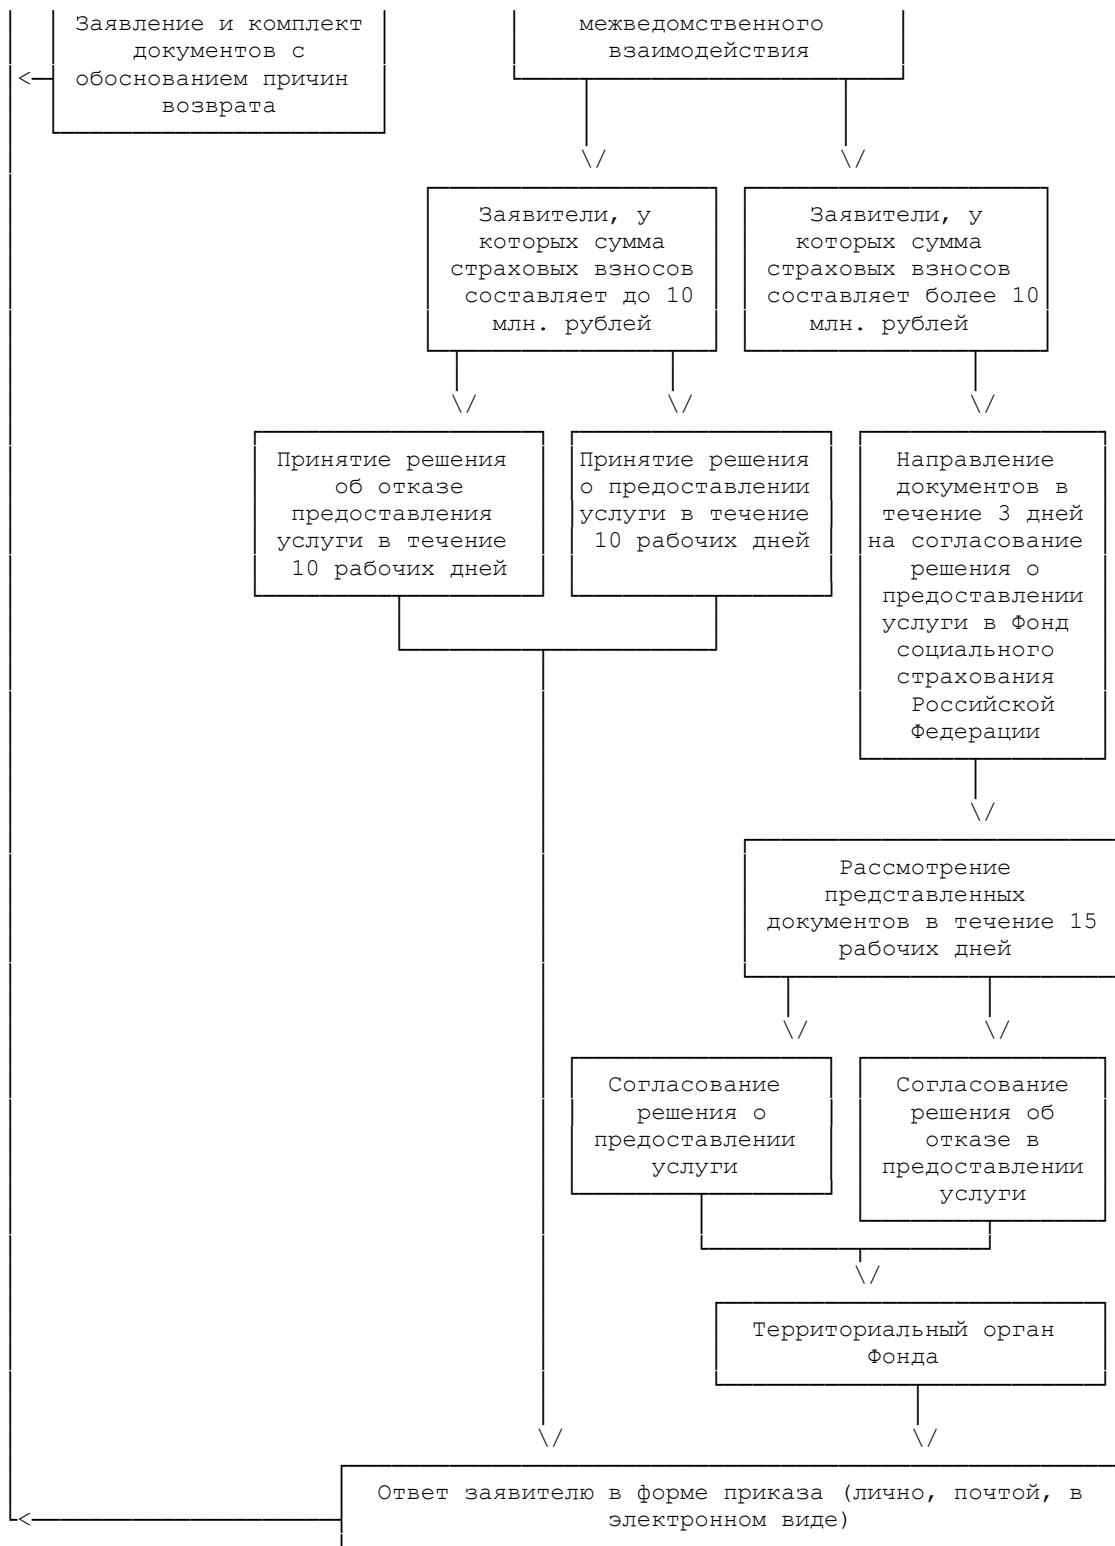 Заявление и комплект
документов с
обоснованием причин
возврата
межведомственного
взаимодействия
Заявители, у
которых сумма
страховых взносов
составляет до 10
млн. рублей
Заявители, у
которых сумма
страховых взносов
составляет более 10
млн. рублей
Принятие решения
об отказе
предоставления
услуги в течение
10 рабочих дней
Принятие решения
о предоставлении
услуги в течение
10 рабочих дней
Направление
документов в
течение 3 дней
на согласование
решения о
предоставлении
услуги в Фонд
социального
страхования
Российской
Федерации
Рассмотрение
представленных
документов в течение 15
рабочих дней
Согласование
решения о
предоставлении
услуги
Согласование
решения об
отказе в
предоставлении
услуги
Территориальный орган
Фонда
Ответ заявителю в форме приказа (лично, почтой, в
электронном виде)